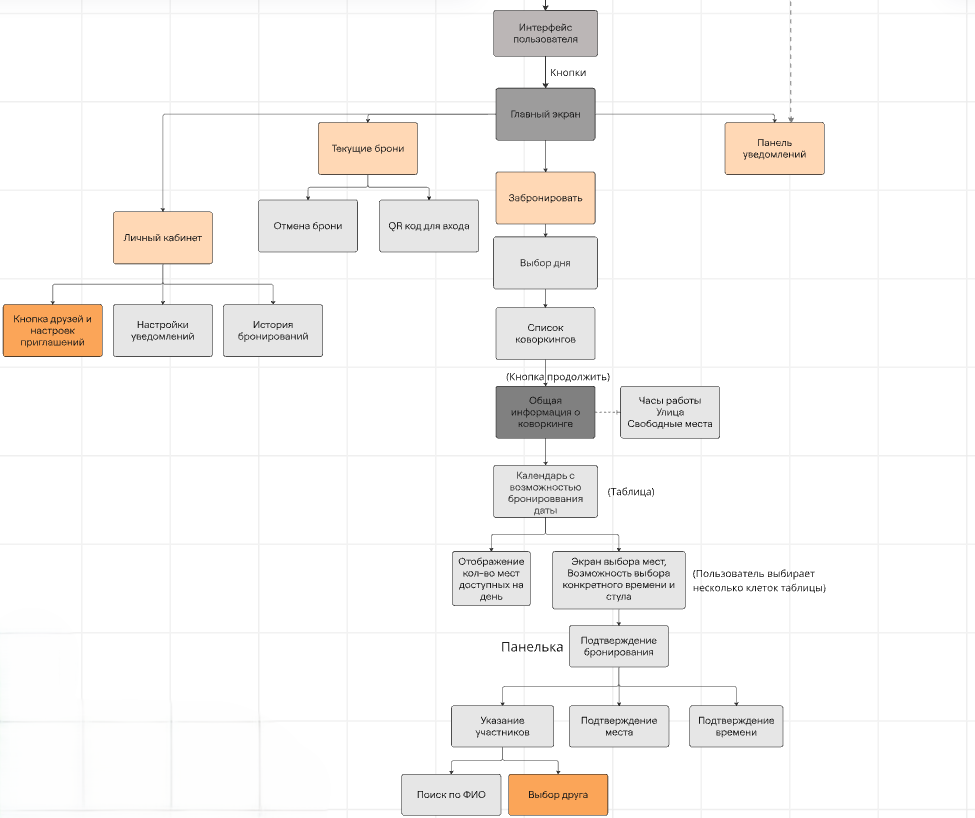 Интерфейс
пользователя
Кнопки
Главный экран
Текущие брони
Панель
уведомлений
Забронировать
Отмена брони
QR код для входа
Личный кабинет
Выбор дня
Кнопка друзей и
настроек
приглашений
Настройки
уведомлений
История
бронирований
Список
коворкингов
(Кнопка продолжить)
Общая
информация о
коворкинге
Часы работы
Улица
Свободные места
Календарь с
возможностью
бронироввания
даты
(Таблица)
Отображение
кол-во мест
доступных на
день
Экран выбора мест,
Возможность выбора
конкретного времени и
стула
(Пользователь выбирает
несколько клеток таблицы)
Панелька
Подтверждение
бронирования
Указание
участников
Подтверждение
места
Подтверждение
времени
Поиск по ФИО
Выбор друга